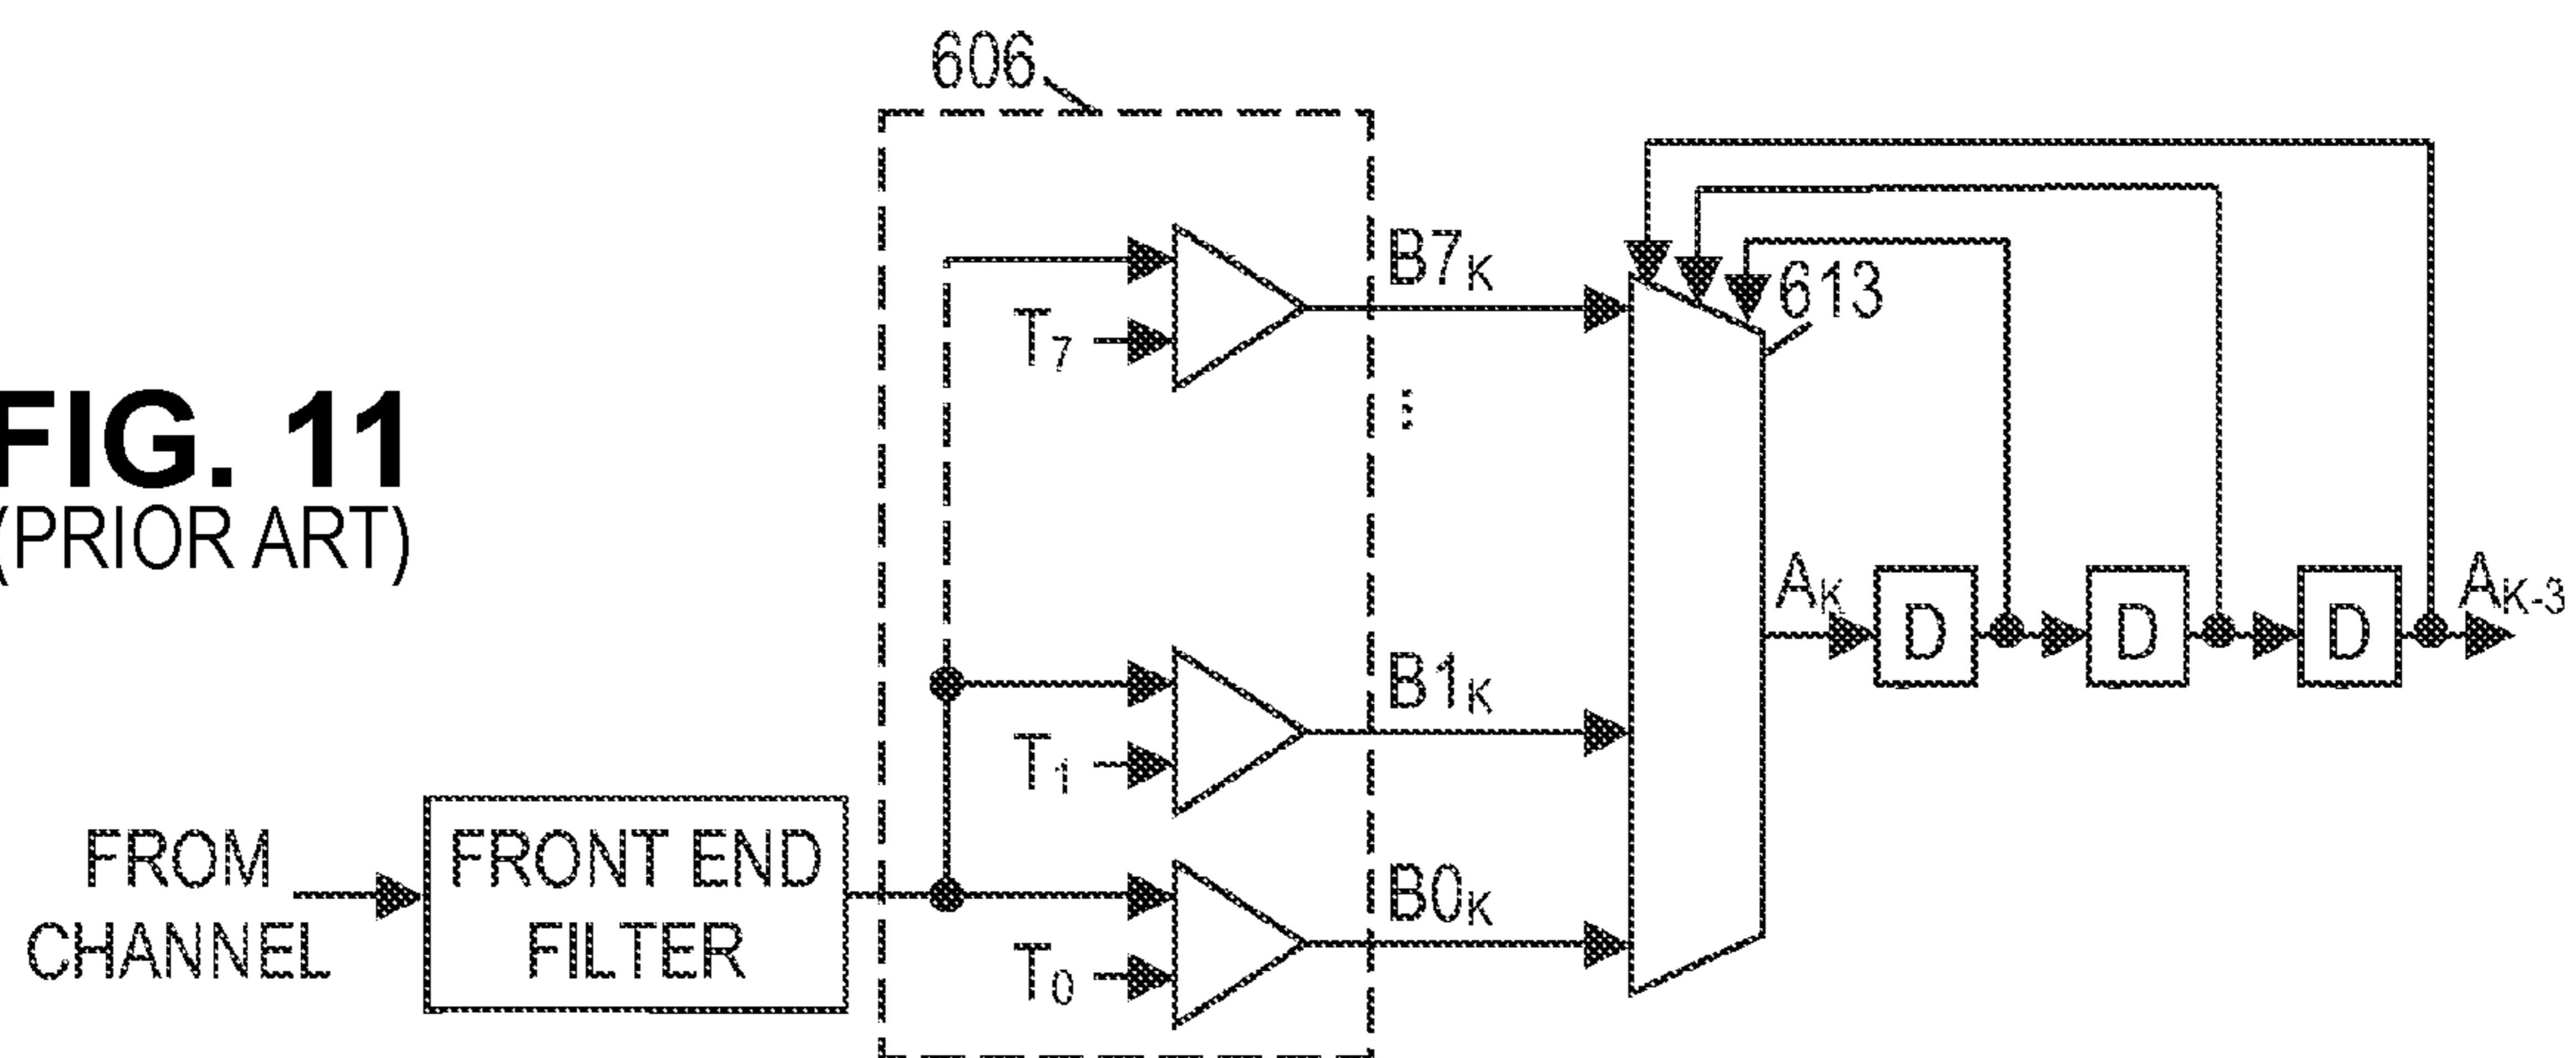 606
B7K
613
T7
⋮
FIG. 11
(PRIOR ART)
AK
D
D
D
AK-3
B1K
T1
FROM
CHANNEL
FRONT END
FILTER
B0K
T0